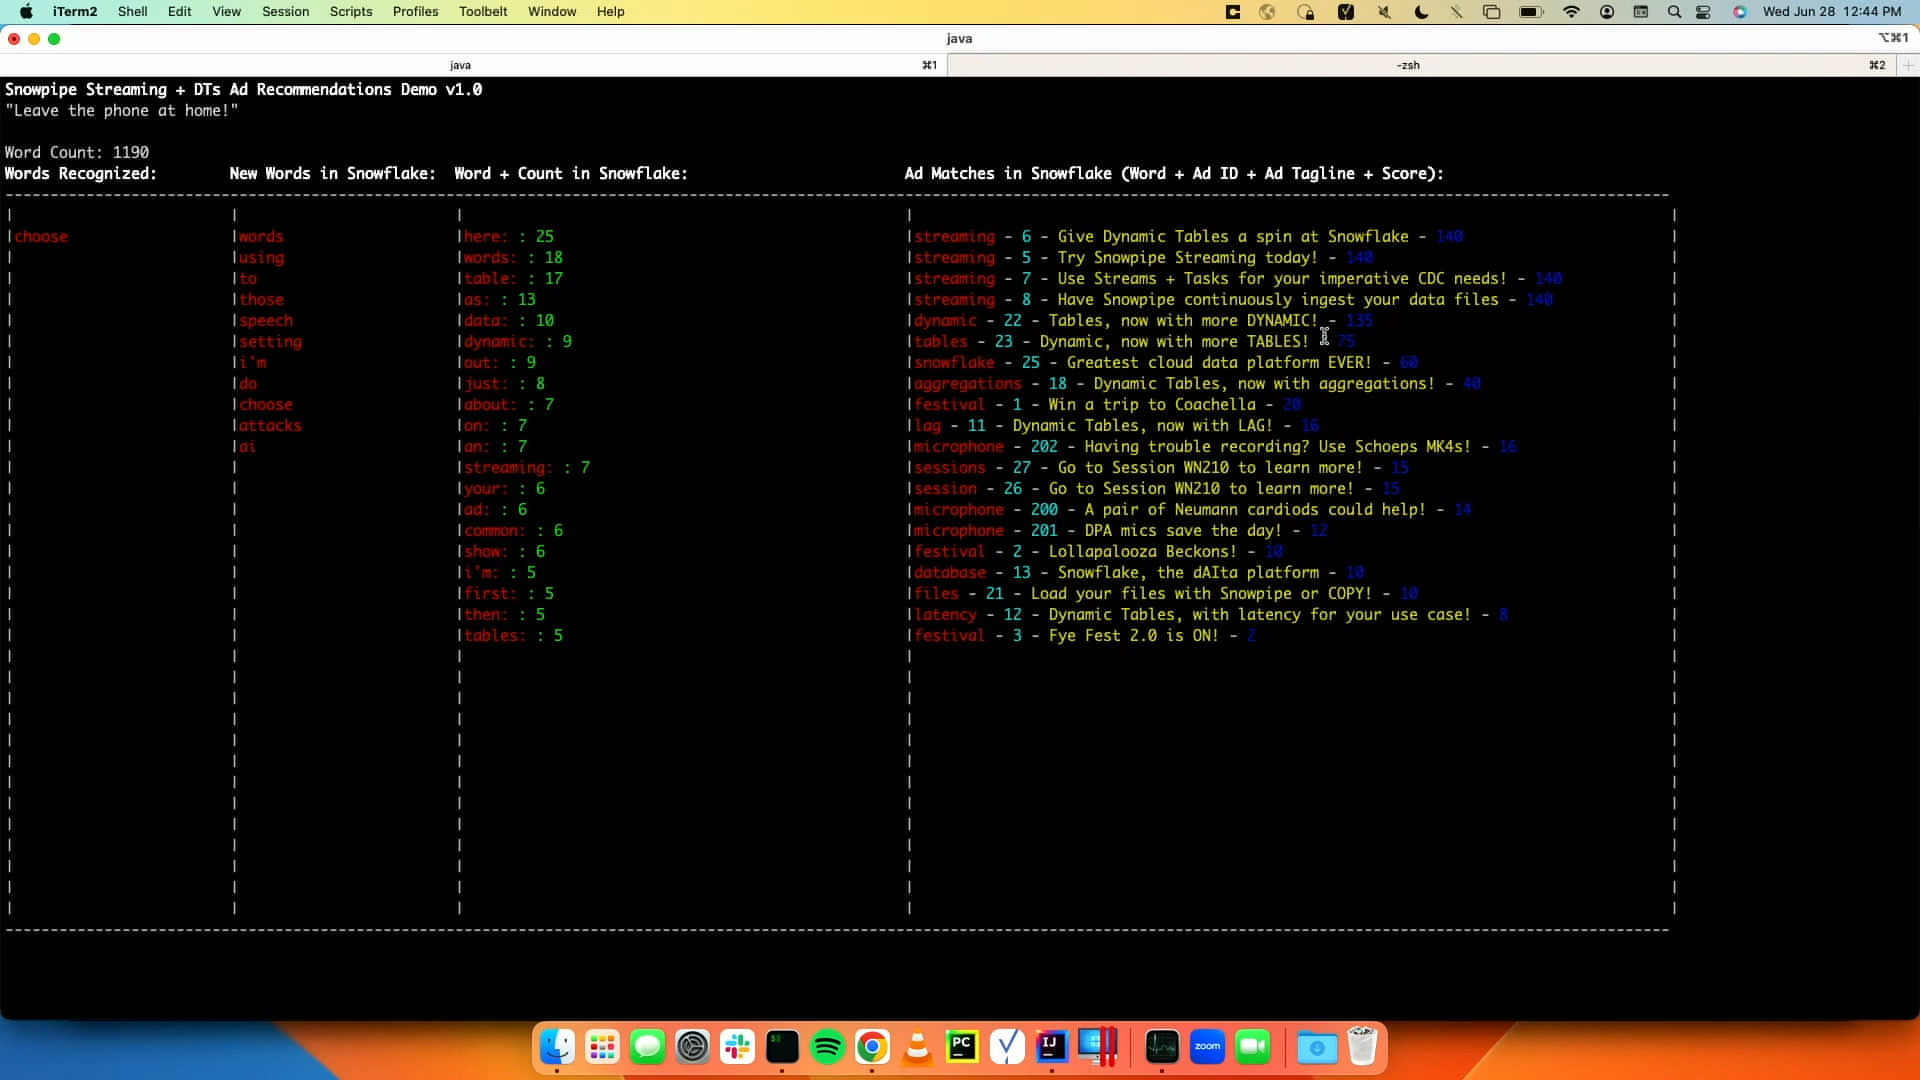 iTerm2 Shell Edit View Session Scripts Profiles Toolbelt Window Help Wed Jun 28 12:44 PM
java ⌥⌘1
java ⌘1 -zsh ⌘2
Snowpipe Streaming + DTs Ad Recommendations Demo v1.0
"Leave the phone at home!"
Word Count: 1190
Words Recognized: New Words in Snowflake: Word + Count in Snowflake: Ad Matches in Snowflake (Word + Ad ID + Ad Tagline + Score):
choose words here: : 25 streaming - 6 - Give Dynamic Tables a spin at Snowflake - 140
using words: : 18 streaming - 5 - Try Snowpipe Streaming today! - 140
to table: : 17 streaming - 7 - Use Streams + Tasks for your imperative CDC needs! - 140
those as: : 13 streaming - 8 - Have Snowpipe continuously ingest your data files - 140
speech data: : 10 dynamic - 22 - Tables, now with more DYNAMIC! - 135
setting dynamic: : 9 tables - 23 - Dynamic, now with more TABLES! - 75
i'm out: : 9 snowflake - 25 - Greatest cloud data platform EVER! - 60
do just: : 8 aggregations - 18 - Dynamic Tables, now with aggregations! - 40
choose about: : 7 festival - 1 - Win a trip to Coachella - 20
attacks on: : 7 lag - 11 - Dynamic Tables, now with LAG! - 16
ai an: : 7 microphone - 202 - Having trouble recording? Use Schoeps MK4s! - 16
streaming: : 7 sessions - 27 - Go to Session WN210 to learn more! - 15
your: : 6 session - 26 - Go to Session WN210 to learn more! - 15
ad: : 6 microphone - 200 - A pair of Neumann cardiods could help! - 14
common: : 6 microphone - 201 - DPA mics save the day! - 12
show: : 6 festival - 2 - Lollapalooza Beckons! - 10
i'm: : 5 database - 13 - Snowflake, the dAIta platform - 10
first: : 5 files - 21 - Load your files with Snowpipe or COPY! - 10
then: : 5 latency - 12 - Dynamic Tables, with latency for your use case! - 8
tables: : 5 festival - 3 - Fye Fest 2.0 is ON! - 2
PC IJ zoom